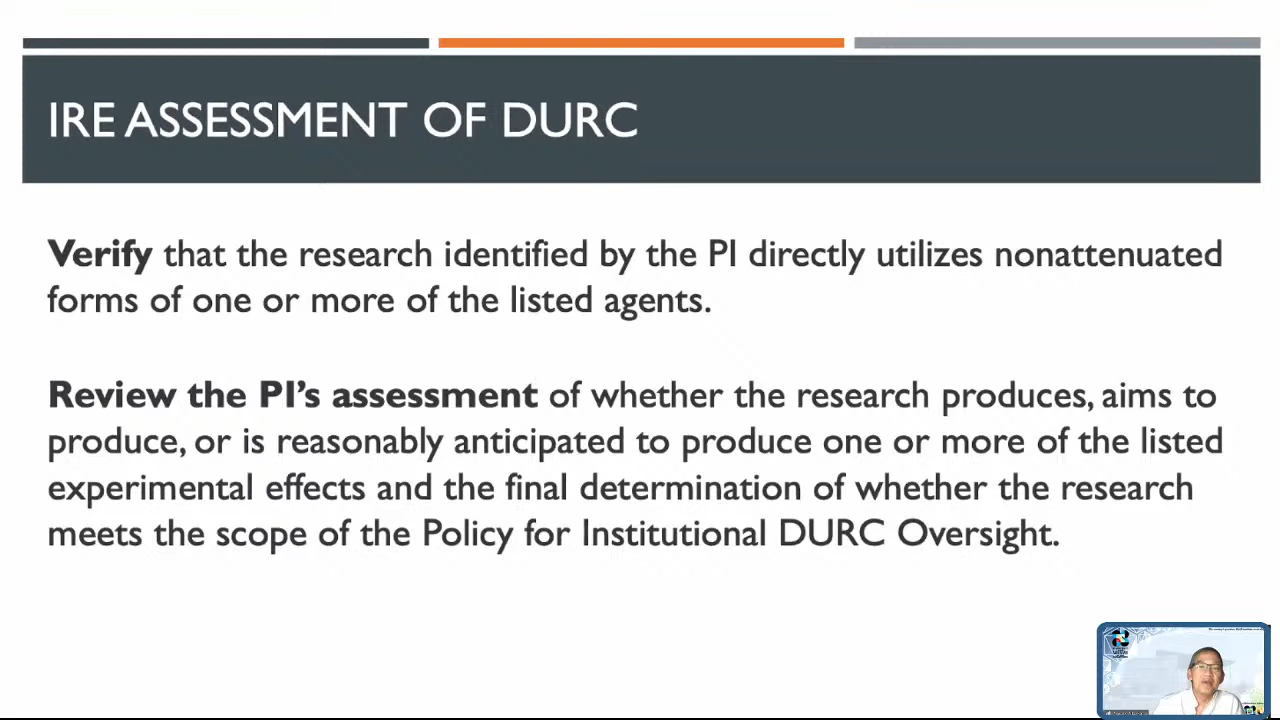 IRE ASSESSMENT OF DURC
Verify that the research identified by the PI directly utilizes nonattenuated
forms of one or more of the listed agents.
Review the PI’s assessment of whether the research produces, aims to
produce, or is reasonably anticipated to produce one or more of the listed
experimental effects and the final determination of whether the research
meets the scope of the Policy for Institutional DURC Oversight.